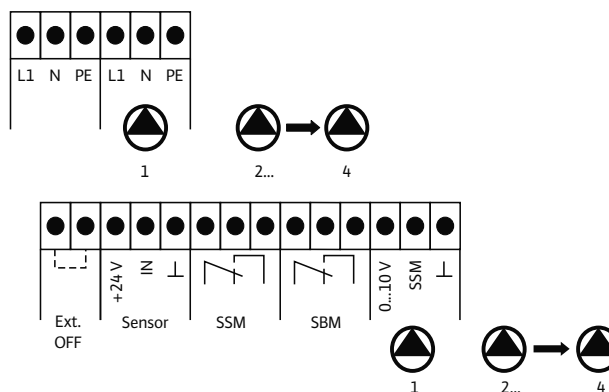 L1 N PE L1 N PE
1 2... 4
+24 V IN 0...10 V SSM
Ext. Sensor SSM SBM
OFF
1 2... 4